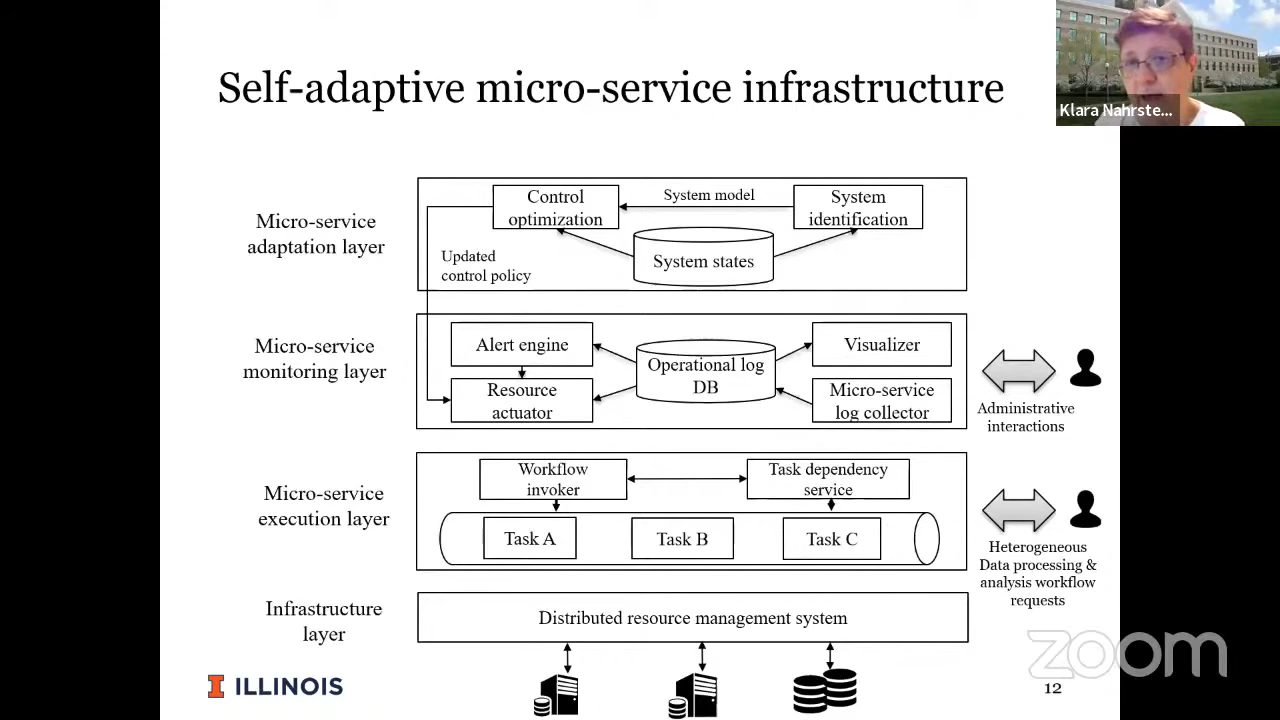 Self-adaptive micro-service infrastructure
Klara Nahrste...
Micro-service
adaptation layer
Control
optimization
System model
System
identification
System states
Updated
control policy
Micro-service
monitoring layer
Alert engine
Resource
actuator
Operational log
DB
Visualizer
Micro-service
log collector
Administrative
interactions
Micro-service
execution layer
Workflow
invoker
Task dependency
service
Task A
Task B
Task C
Heterogeneous
Data processing &
analysis workflow
requests
Infrastructure
layer
Distributed resource management system
I ILLINOIS
zoom
12